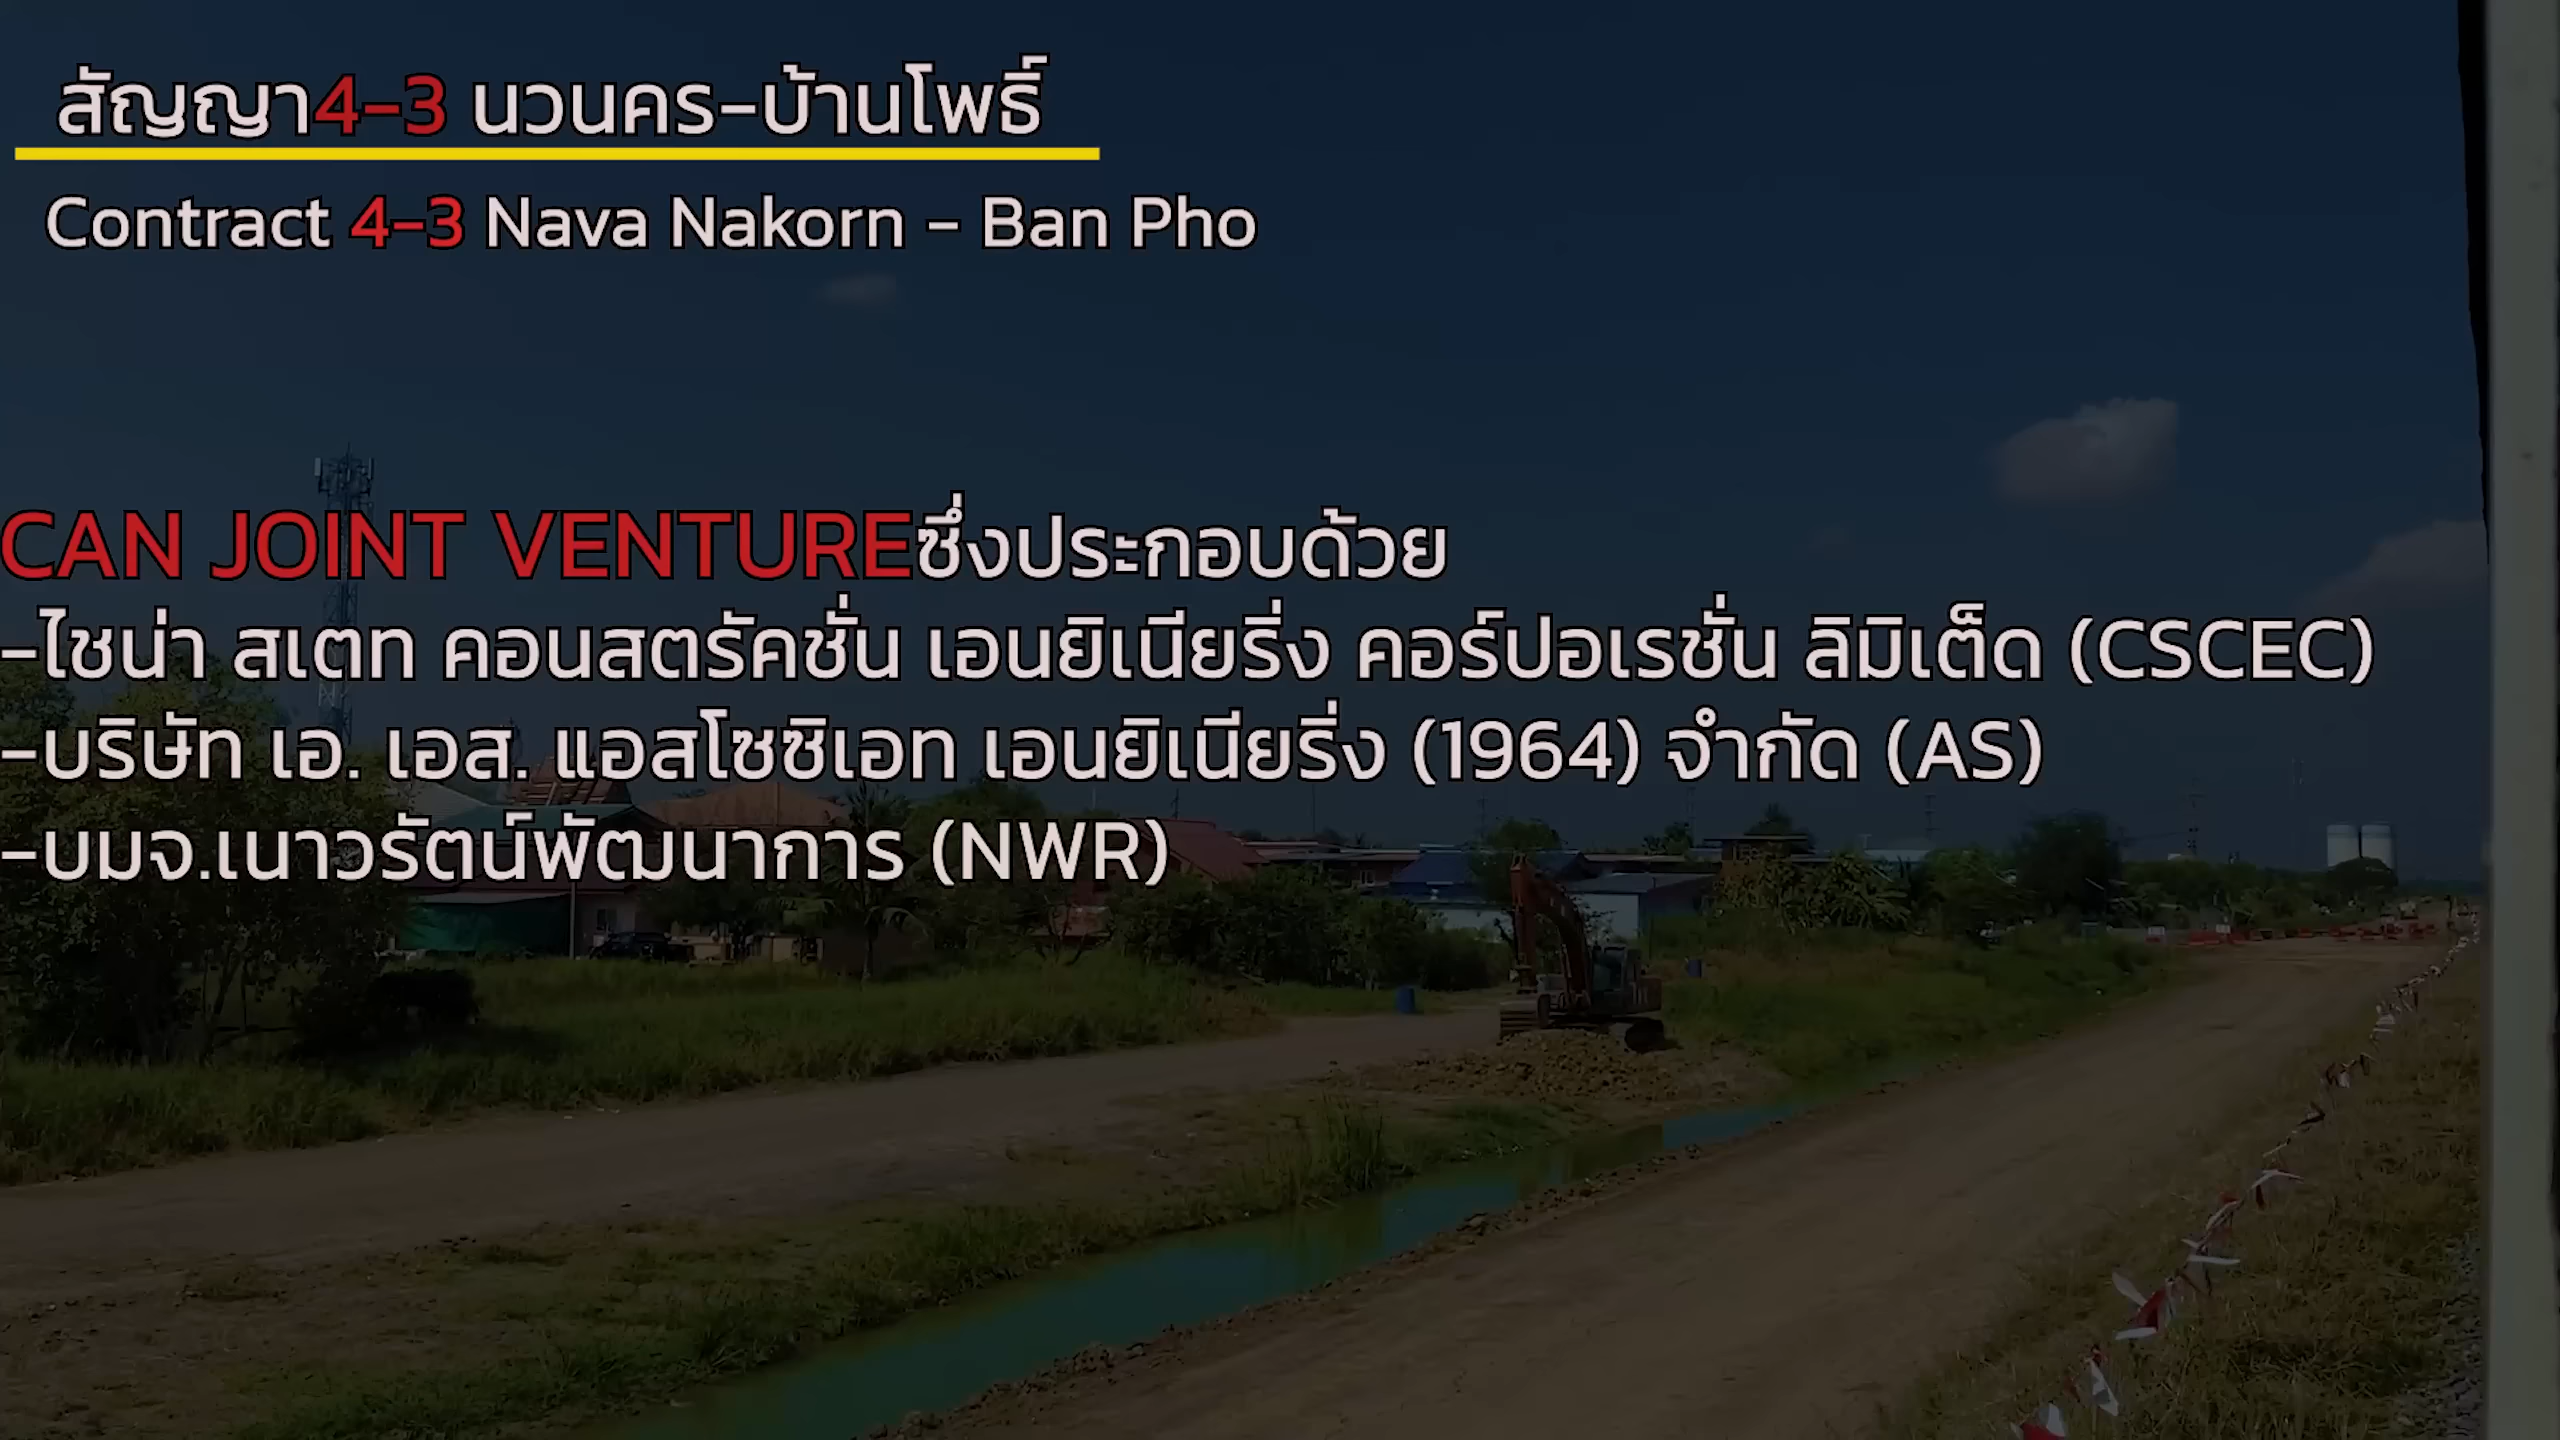 สัญญา4-3 นวนคร-บ้านโพธิ์
Contract 4-3 Nava Nakorn - Ban Pho
CAN JOINT VENTUREซึ่งประกอบด้วย
-ไชน่า สเตท คอนสตรัคชั่น เอนยิเนียริ่ง คอร์ปอเรชั่น ลิมิเต็ด (CSCEC)
-บริษัท เอ. เอส. แอสโซซิเอท เอนยิเนียริ่ง (1964) จำกัด (AS)
-บมจ.เนาวรัตน์พัฒนาการ (NWR)